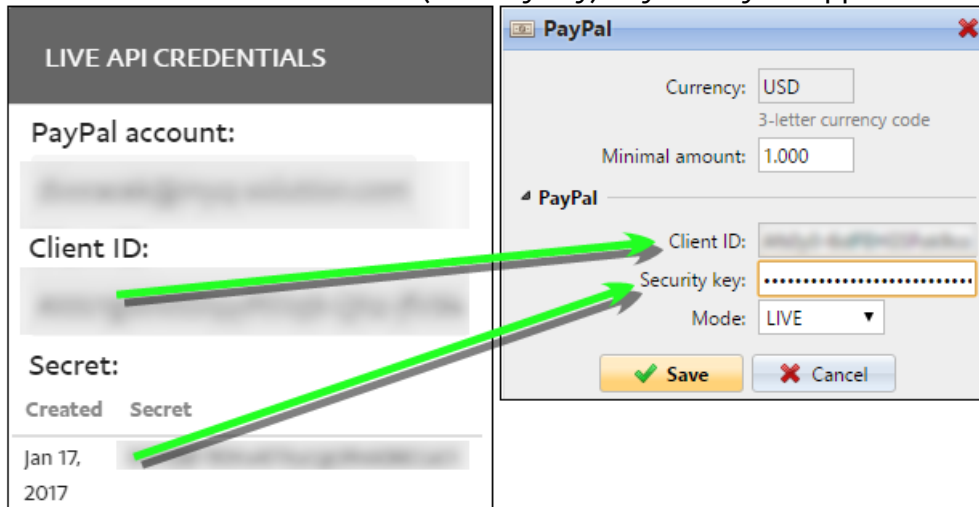 LIVE API CREDENTIALS
PayPal account:
Client ID:
Secret:
Created Secret
Jan 17,
2017
PayPal
Currency: USD
3-letter currency code
Minimal amount: 1.000
PayPal
Client ID:
Security key: ••••••••••••••••••••••••••
Mode: LIVE
Save Cancel